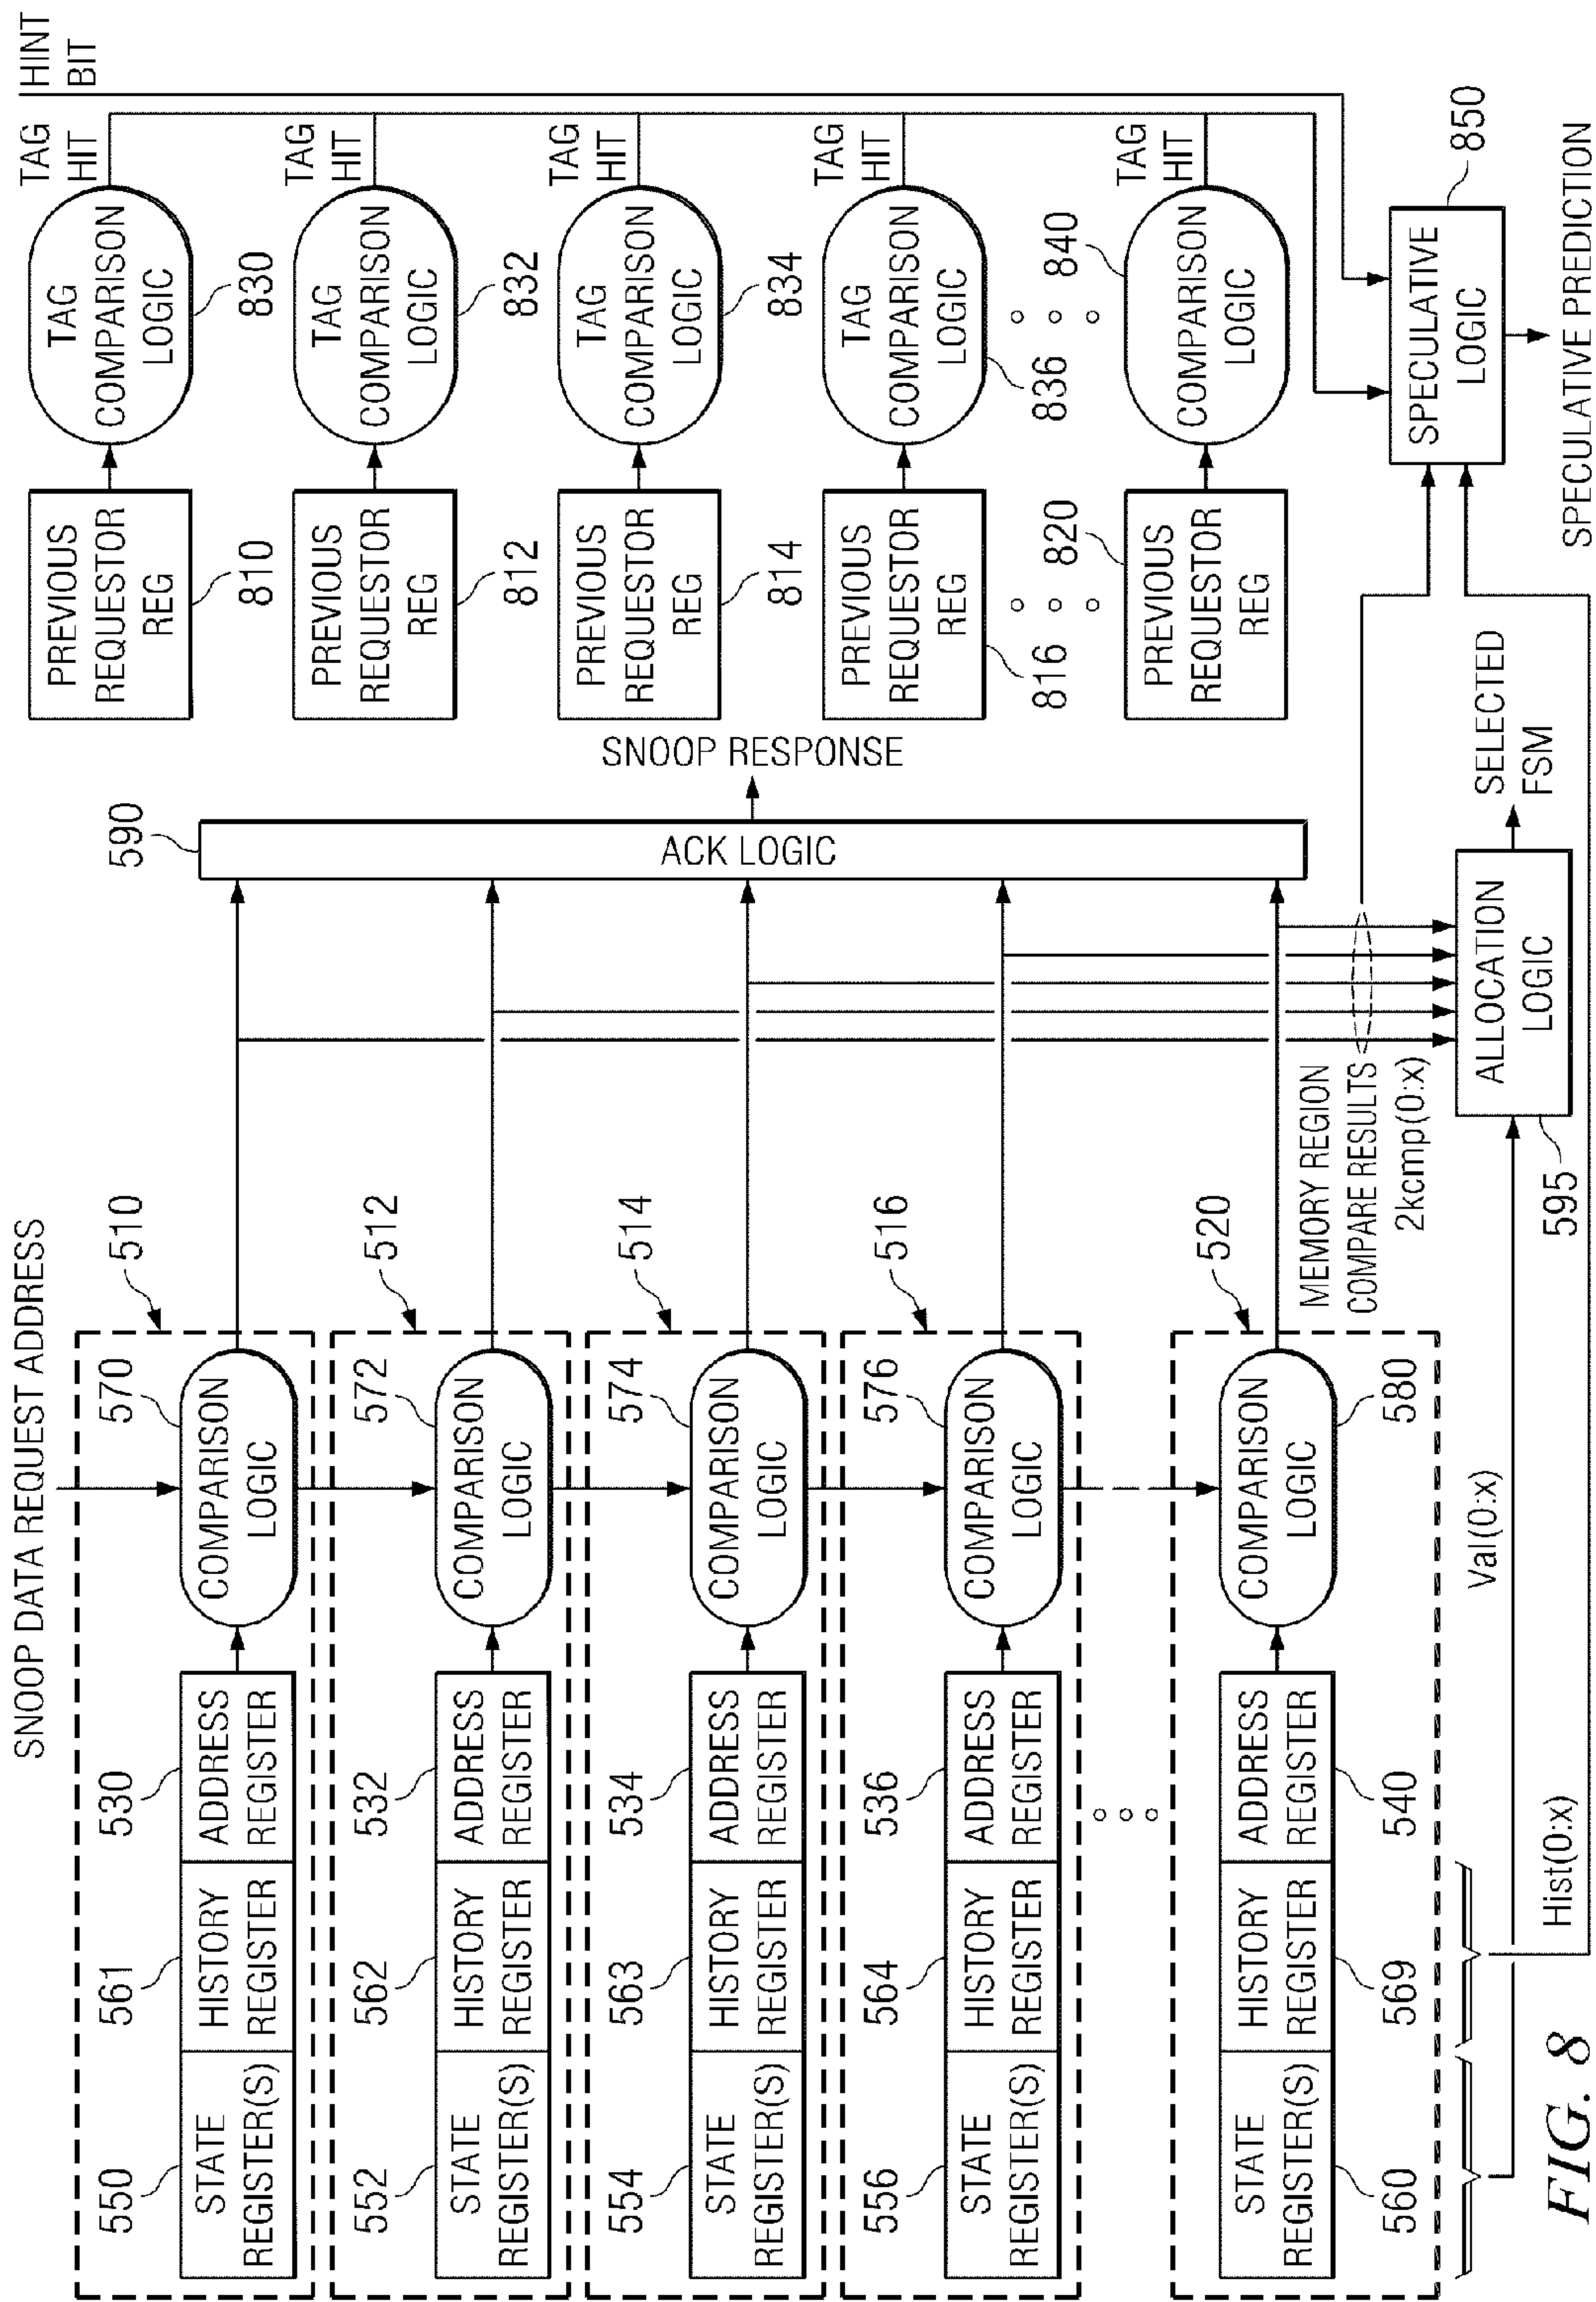 SNOOP DATA REQUEST ADDRESS
510
550
561
530
570
STATE
REGISTER(S)
HISTORY
REGISTER
ADDRESS
REGISTER
COMPARISON
LOGIC
512
552
562
532
572
STATE
REGISTER(S)
HISTORY
REGISTER
ADDRESS
REGISTER
COMPARISON
LOGIC
514
554
563
534
574
STATE
REGISTER(S)
HISTORY
REGISTER
ADDRESS
REGISTER
COMPARISON
LOGIC
516
556
564
536
576
STATE
REGISTER(S)
HISTORY
REGISTER
ADDRESS
REGISTER
COMPARISON
LOGIC
520
STATE
REGISTER(S)
HISTORY
REGISTER
ADDRESS
REGISTER
COMPARISON
LOGIC
560
569
540
580
590
ACK LOGIC
SNOOP RESPONSE
MEMORY REGION
COMPARE RESULTS
2kcmp(0:x)
Val(0:x)
Hist(0:x)
ALLOCATION
LOGIC
595
SELECTED
FSM
PREVIOUS
REQUESTOR
REG
810
TAG
COMPARISON
LOGIC
830
TAG
HIT
HINT
BIT
PREVIOUS
REQUESTOR
REG
812
TAG
COMPARISON
LOGIC
832
TAG
HIT
PREVIOUS
REQUESTOR
REG
814
TAG
COMPARISON
LOGIC
834
TAG
HIT
PREVIOUS
REQUESTOR
REG
816
TAG
COMPARISON
LOGIC
836
TAG
HIT
820
PREVIOUS
REQUESTOR
REG
840
COMPARISON
LOGIC
TAG
HIT
SPECULATIVE
LOGIC
850
SPECULATIVE PREDICTION
FIG. 8